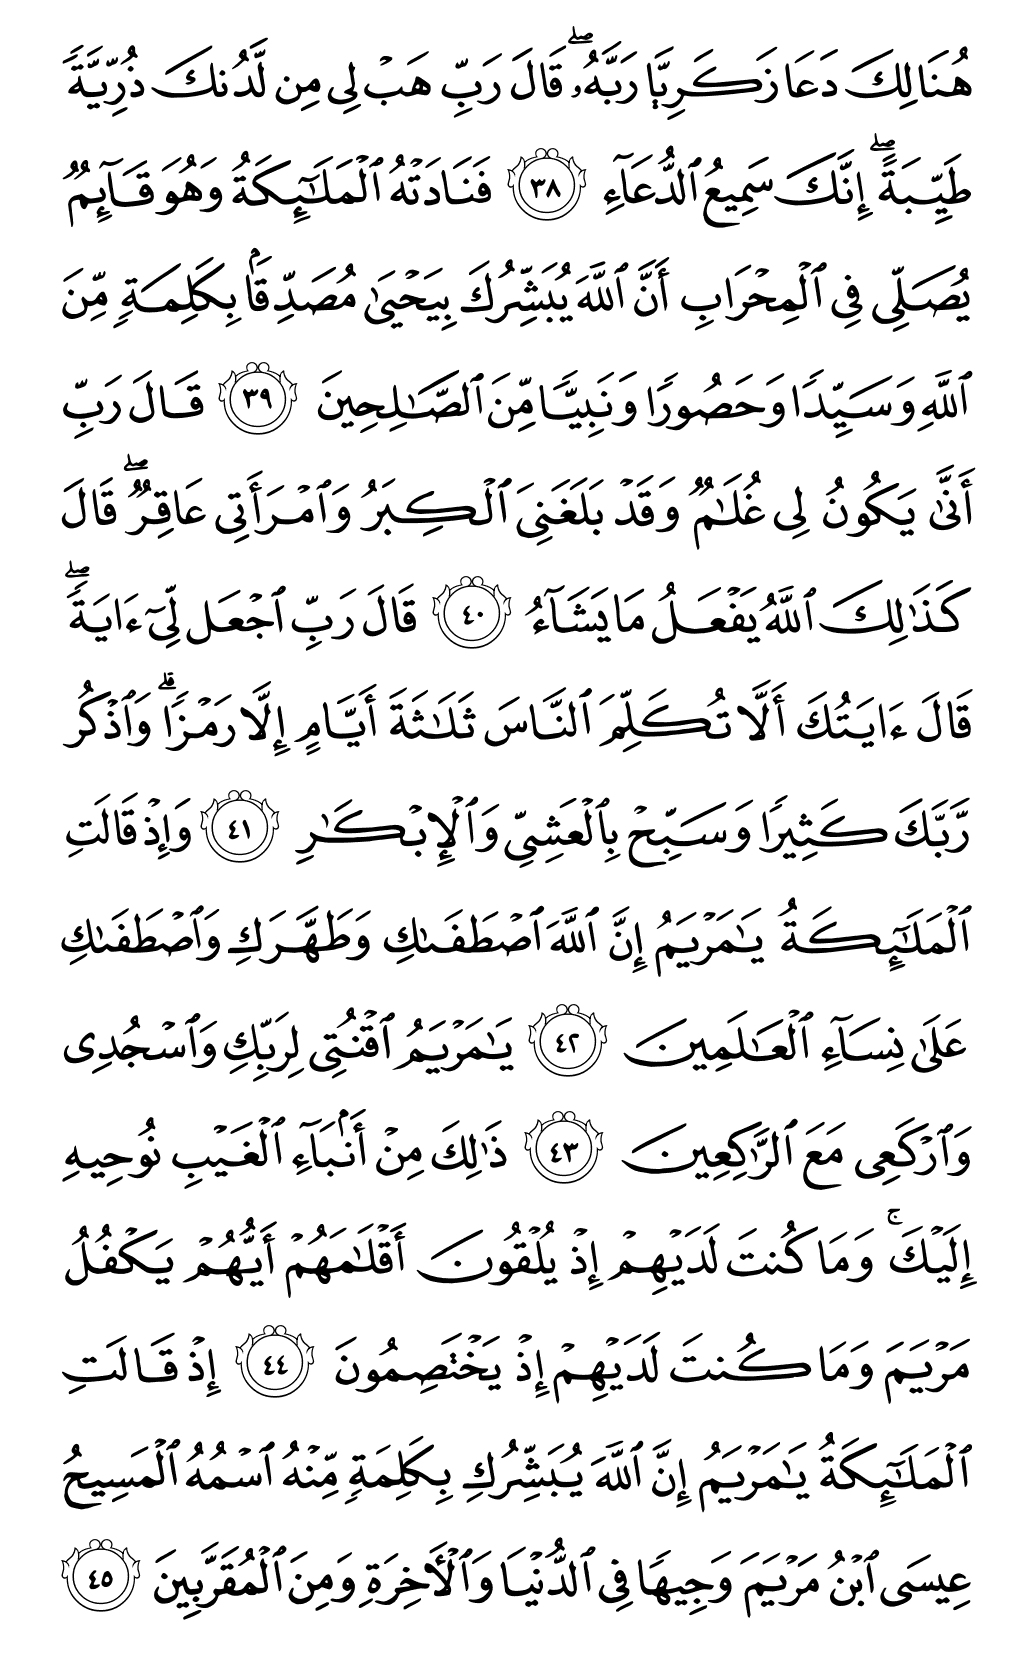 هُنَالِكَ دَعَا زَكَرِيَّا رَبَّهُۥۖ قَالَ رَبِّ هَبۡ لِي مِن لَّدُنكَ ذُرِّيَّةٗ
طَيِّبَةًۖ إِنَّكَ سَمِيعُ ٱلدُّعَآءِ ٣٨ فَنَادَتۡهُ ٱلۡمَلَٰٓئِكَةُ وَهُوَ قَآئِمٞ
يُصَلِّي فِي ٱلۡمِحۡرَابِ أَنَّ ٱللَّهَ يُبَشِّرُكَ بِيَحۡيَىٰ مُصَدِّقَۢا بِكَلِمَةٖ مِّنَ
ٱللَّهِ وَسَيِّدٗا وَحَصُورٗا وَنَبِيّٗا مِّنَ ٱلصَّٰلِحِينَ ٣٩ قَالَ رَبِّ
أَنَّىٰ يَكُونُ لِي غُلَٰمٞ وَقَدۡ بَلَغَنِيَ ٱلۡكِبَرُ وَٱمۡرَأَتِي عَاقِرٞۖ قَالَ
كَذَٰلِكَ ٱللَّهُ يَفۡعَلُ مَا يَشَآءُ ٤٠ قَالَ رَبِّ ٱجۡعَل لِّيٓ ءَايَةٗۖ
قَالَ ءَايَتُكَ أَلَّا تُكَلِّمَ ٱلنَّاسَ ثَلَٰثَةَ أَيَّامٍ إِلَّا رَمۡزٗاۗ وَٱذۡكُر
رَّبَّكَ كَثِيرٗا وَسَبِّحۡ بِٱلۡعَشِيِّ وَٱلۡإِبۡكَٰرِ ٤١ وَإِذۡ قَالَتِ
ٱلۡمَلَٰٓئِكَةُ يَٰمَرۡيَمُ إِنَّ ٱللَّهَ ٱصۡطَفَىٰكِ وَطَهَّرَكِ وَٱصۡطَفَىٰكِ
عَلَىٰ نِسَآءِ ٱلۡعَٰلَمِينَ ٤٢ يَٰمَرۡيَمُ ٱقۡنُتِي لِرَبِّكِ وَٱسۡجُدِي
وَٱرۡكَعِي مَعَ ٱلرَّٰكِعِينَ ٤٣ ذَٰلِكَ مِنۡ أَنۢبَآءِ ٱلۡغَيۡبِ نُوحِيهِ
إِلَيۡكَۚ وَمَا كُنتَ لَدَيۡهِمۡ إِذۡ يُلۡقُونَ أَقۡلَٰمَهُمۡ أَيُّهُمۡ يَكۡفُلُ
مَرۡيَمَ وَمَا كُنتَ لَدَيۡهِمۡ إِذۡ يَخۡتَصِمُونَ ٤٤ إِذۡ قَالَتِ
ٱلۡمَلَٰٓئِكَةُ يَٰمَرۡيَمُ إِنَّ ٱللَّهَ يُبَشِّرُكِ بِكَلِمَةٖ مِّنۡهُ ٱسۡمُهُ ٱلۡمَسِيحُ
عِيسَى ٱبۡنُ مَرۡيَمَ وَجِيهٗا فِي ٱلدُّنۡيَا وَٱلۡأٓخِرَةِ وَمِنَ ٱلۡمُقَرَّبِينَ ٤٥